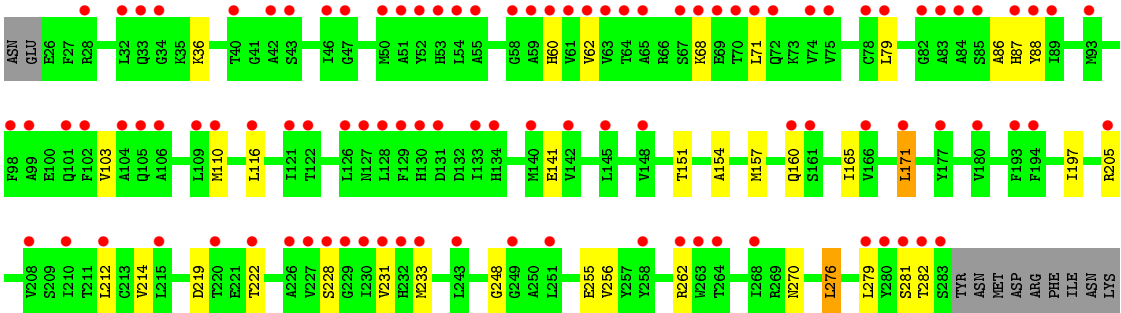 ASN GLU E26 F27 R28 L32 Q33 G34 K35 K36 T40 G41 A42 S43 I46 G47 M50 A51 Y52 H53 L54 A55 G58 A59 H60 V61 V62 V63 T64 A65 R66 S67 K68 E69 T70 L71 Q72 K73 V74 V75 C78 L79 G82 A83 A84 S85 A86 H87 Y88 I89 M93
F98 A99 E100 Q101 F102 V103 A104 Q105 A106 L109 M110 L116 I121 T122 L126 N127 L128 F129 H130 D131 D132 I133 H134 M140 E141 V142 L145 V148 T151 A154 M157 Q160 S161 I165 V166 L171 Y177 V180 F193 F194 I197 R205
V208 S209 I210 T211 L212 C213 V214 L215 D219 T220 E221 T222 A226 V227 S228 G229 I230 V231 H232 M233 L243 G248 G249 A250 L251 E255 V256 Y257 Y258 R262 W263 T264 I268 R269 N270 L276 L279 Y280 S281 T282 S283 TYR ASN MET ASP ARG PHE ILE ASN LYS